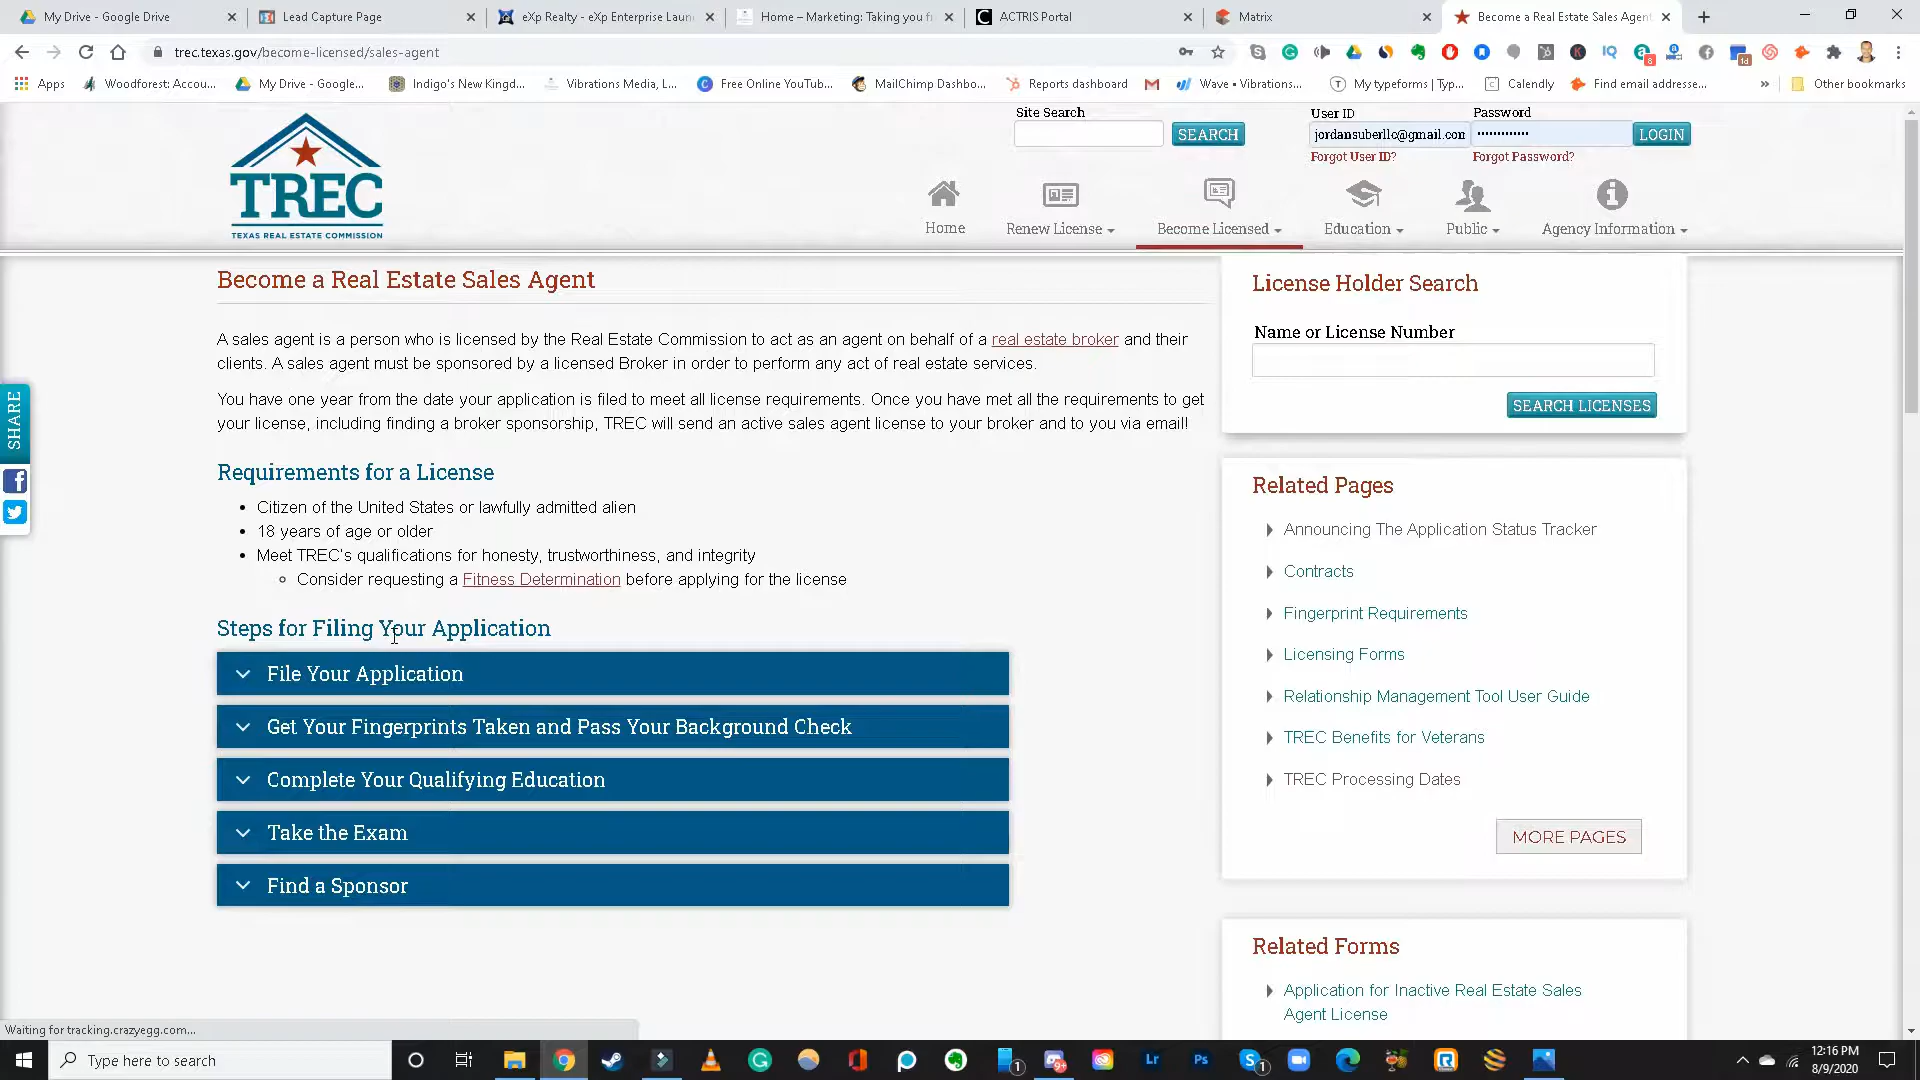 My Drive - Google Drive
Lead Capture Page
eXp Realty - eXp Enterprise Laun
Home – Marketing: Taking you f
ACTRIS Portal
Matrix
Become a Real Estate Sales Agen
trec.texas.gov/become-licensed/sales-agent
Apps
Woodforest: Accou...
My Drive - Google...
Indigo's New Kingd...
Vibrations Media, L...
Free Online YouTub...
MailChimp Dashbo...
Reports dashboard
Wave • Vibrations...
My typeforms | Typ...
Calendly
Find email addresse...
»
Other bookmarks
Site Search
SEARCH
User ID
Password
jordansuberllc@gmail.com
••••••••••••
LOGIN
Forgot User ID?
Forgot Password?
TREC
TEXAS REAL ESTATE COMMISSION
Home
Renew License
Become Licensed
Education
Public
Agency Information
SHARE
Become a Real Estate Sales Agent
A sales agent is a person who is licensed by the Real Estate Commission to act as an agent on behalf of a real estate broker and their
clients. A sales agent must be sponsored by a licensed Broker in order to perform any act of real estate services.
You have one year from the date your application is filed to meet all license requirements. Once you have met all the requirements to get
your license, including finding a broker sponsorship, TREC will send an active sales agent license to your broker and to you via email!
Requirements for a License
• Citizen of the United States or lawfully admitted alien
• 18 years of age or older
• Meet TREC's qualifications for honesty, trustworthiness, and integrity
Consider requesting a Fitness Determination before applying for the license
Steps for Filing Your Application
File Your Application
Get Your Fingerprints Taken and Pass Your Background Check
Complete Your Qualifying Education
Take the Exam
Find a Sponsor
License Holder Search
Name or License Number
SEARCH LICENSES
Related Pages
Announcing The Application Status Tracker
Contracts
Fingerprint Requirements
Licensing Forms
Relationship Management Tool User Guide
TREC Benefits for Veterans
TREC Processing Dates
MORE PAGES
Related Forms
Application for Inactive Real Estate Sales
Agent License
Waiting for tracking.crazyegg.com...
Type here to search
Lr
Ps
12:16 PM
8/9/2020